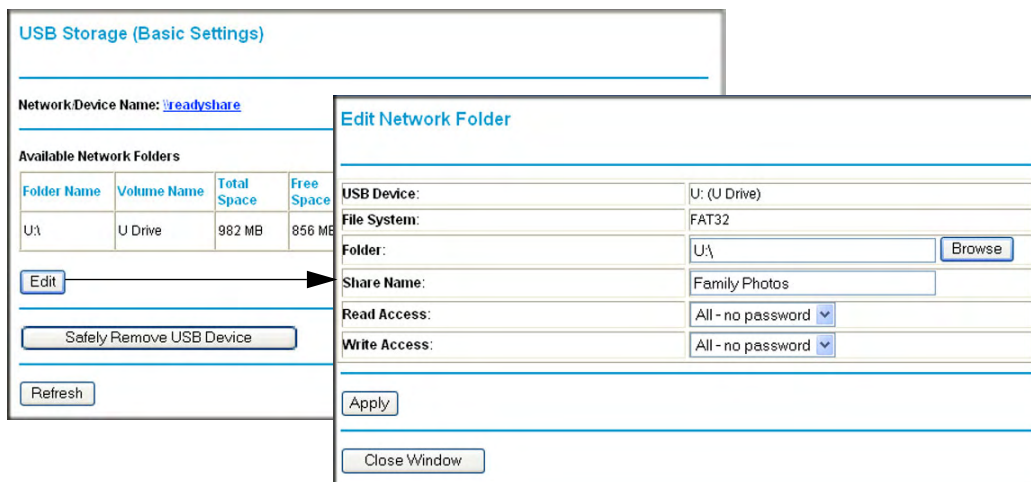 USB Storage (Basic Settings)
Network/Device Name: \\readyshare
Available Network Folders
Folder Name Volume Name Total Space Free Space
U:\ U Drive 982 MB 856 MB
Edit
Safely Remove USB Device
Refresh
Edit Network Folder
USB Device: U: (U Drive)
File System: FAT32
Folder: U:\ Browse
Share Name: Family Photos
Read Access: All - no password
Write Access: All - no password
Apply
Close Window